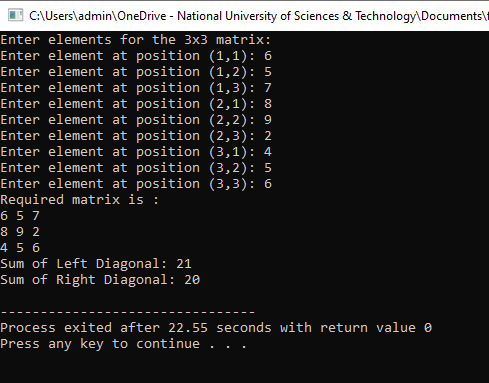 C:\Users\admin\OneDrive - National University of Sciences & Technology\Documents\f
Enter elements for the 3x3 matrix:
Enter element at position (1,1): 6
Enter element at position (1,2): 5
Enter element at position (1,3): 7
Enter element at position (2,1): 8
Enter element at position (2,2): 9
Enter element at position (2,3): 2
Enter element at position (3,1): 4
Enter element at position (3,2): 5
Enter element at position (3,3): 6
Required matrix is :
6 5 7
8 9 2
4 5 6
Sum of Left Diagonal: 21
Sum of Right Diagonal: 20
--------------------------------
Process exited after 22.55 seconds with return value 0
Press any key to continue . . .